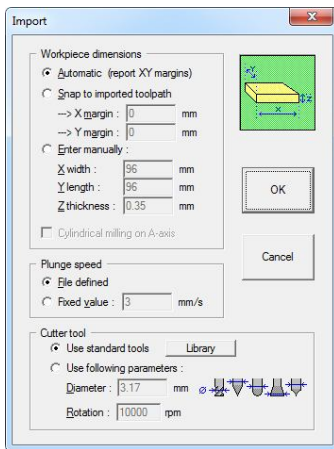 Import
Workpiece dimensions
Automatic (report XY margins)
Snap to imported toolpath
---> X margin : 0 mm
---> Y margin : 0 mm
Enter manually :
X width : 96 mm
Y length : 96 mm
Z thickness : 0.35 mm
Cylindrical milling on A-axis
Y
X
Z
OK
Cancel
Plunge speed
File defined
Fixed value : 3 mm/s
Cutter tool
Use standard tools Library
Use following parameters :
Diameter : 3.17 mm ø
Rotation : 10000 rpm